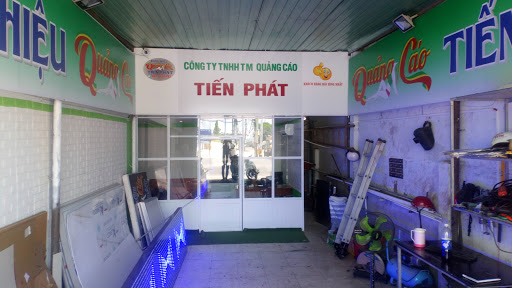 HIỆU
Quảng Cáo
CÔNG TY TNHH TM QUẢNG CÁO
TIẾN PHÁT
Quảng Cáo
TIẾN